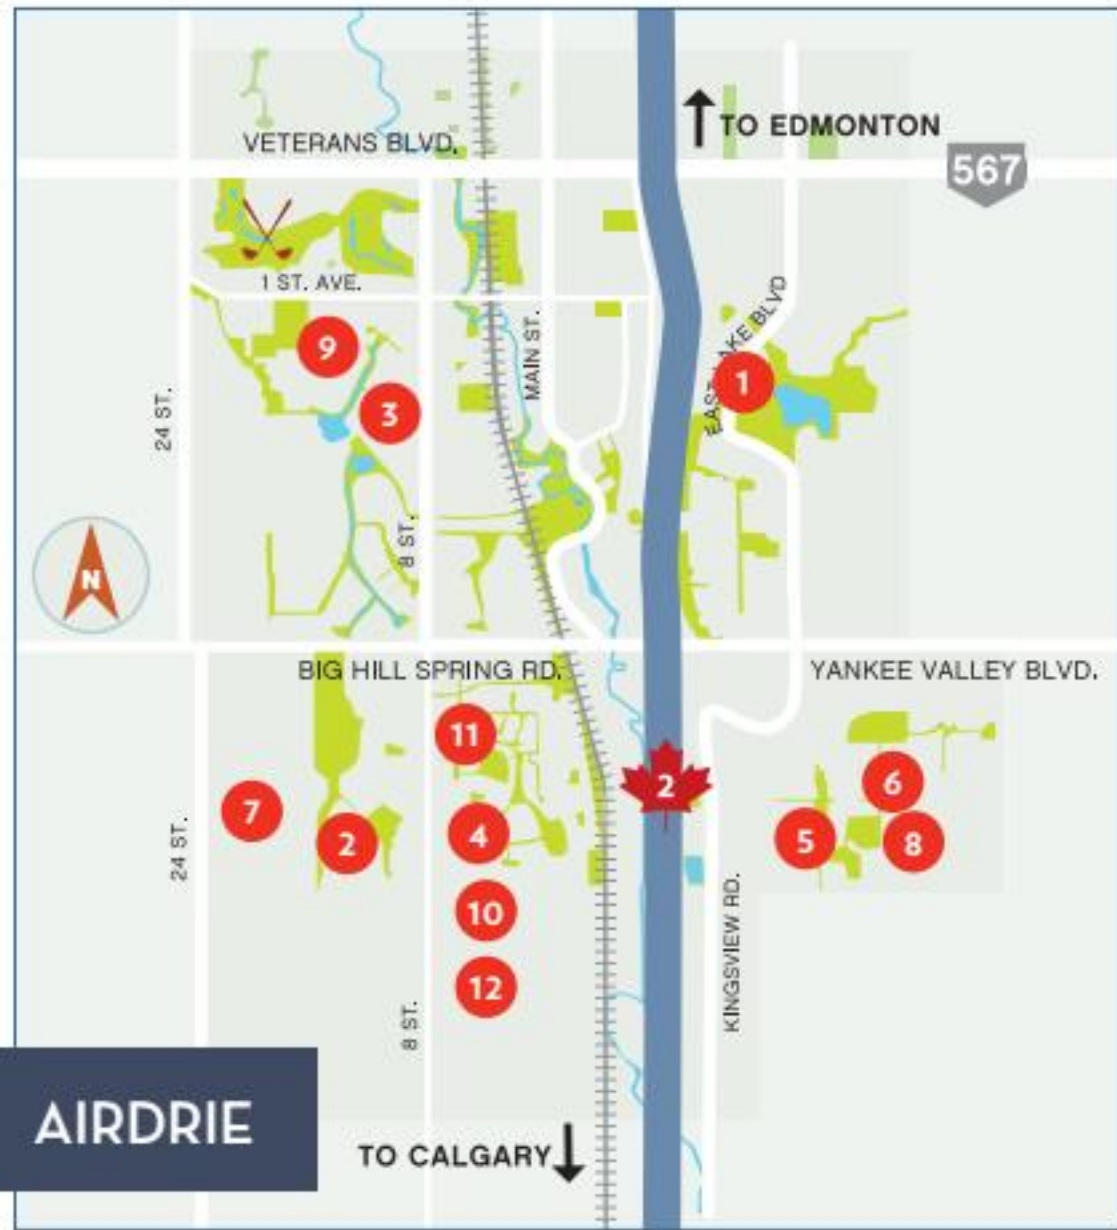 TO EDMONTON
VETERANS BLVD.
567
1 ST. AVE.
EAST LAKE BLVD
MAIN ST.
9
1
3
24 ST.
8 ST.
N
BIG HILL SPRING RD.
YANKEE VALLEY BLVD.
11
2
6
7
4
5
8
2
24 ST.
10
KINGSVIEW RD.
12
8 ST.
AIRDRIE
TO CALGARY